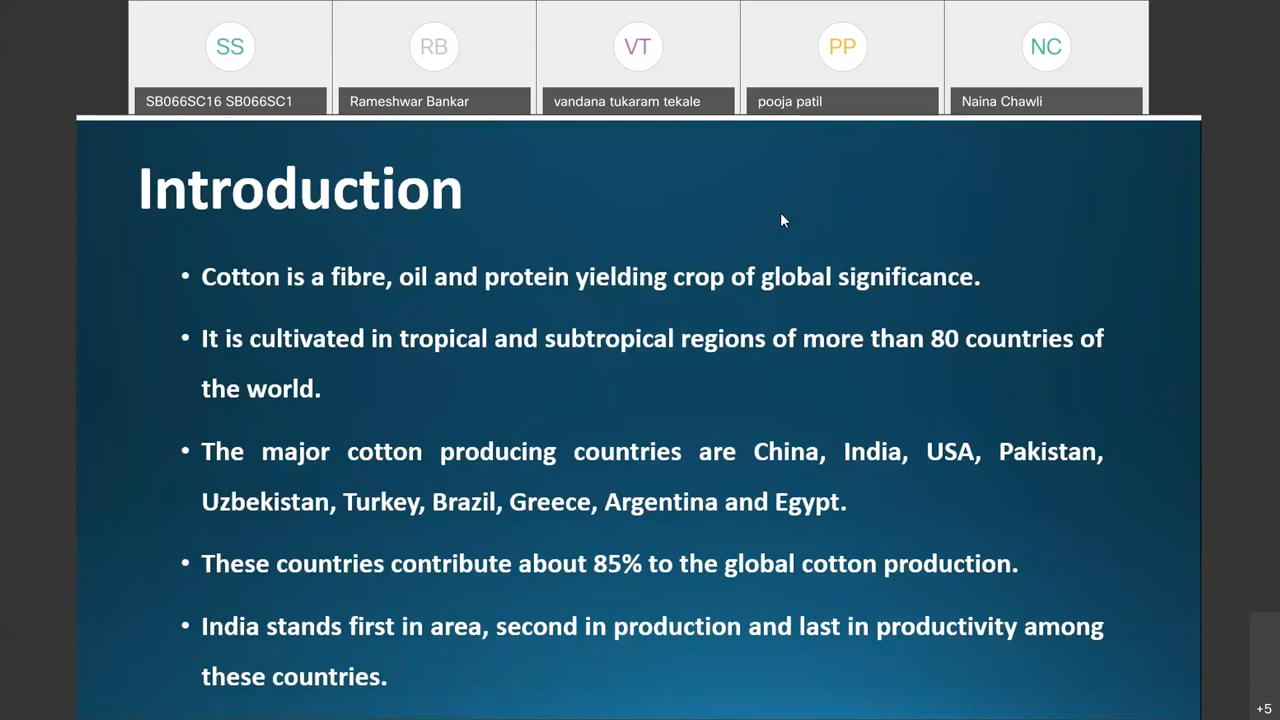 SS
RB
VT
PP
NC
SB066SC16 SB066SC1
Rameshwar Bankar
vandana tukaram tekale
pooja patil
Naina Chawli
Introduction
• Cotton is a fibre, oil and protein yielding crop of global significance.
• It is cultivated in tropical and subtropical regions of more than 80 countries of
the world.
• The major cotton producing countries are China, India, USA, Pakistan,
Uzbekistan, Turkey, Brazil, Greece, Argentina and Egypt.
• These countries contribute about 85% to the global cotton production.
• India stands first in area, second in production and last in productivity among
these countries.
+5